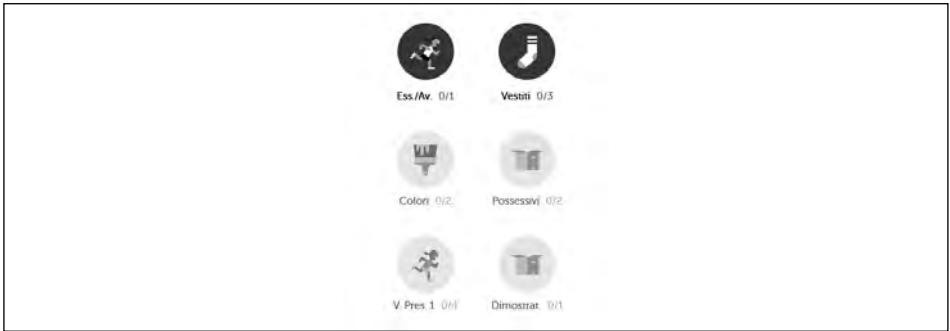 Ess./Av. 0/1 Vestiti 0/3
Colori 0/2 Possessivi 0/2
V. Pres. 1 0/4 Dimostrat. 0/1